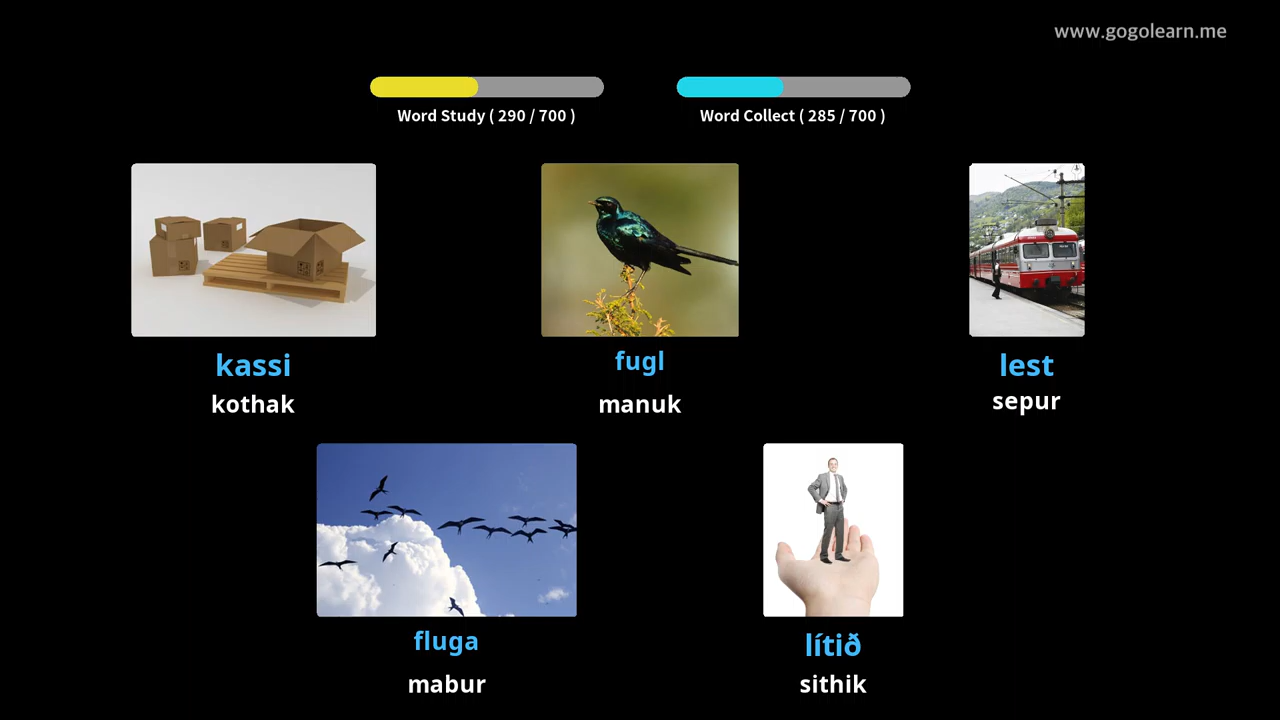 www.gogolearn.me
Word Study ( 290 / 700 )
Word Collect ( 285 / 700 )
kassi
kothak
fugl
manuk
lest
sepur
fluga
mabur
lítið
sithik